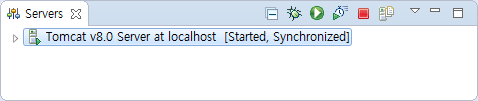 Servers
Tomcat v8.0 Server at localhost [Started, Synchronized]